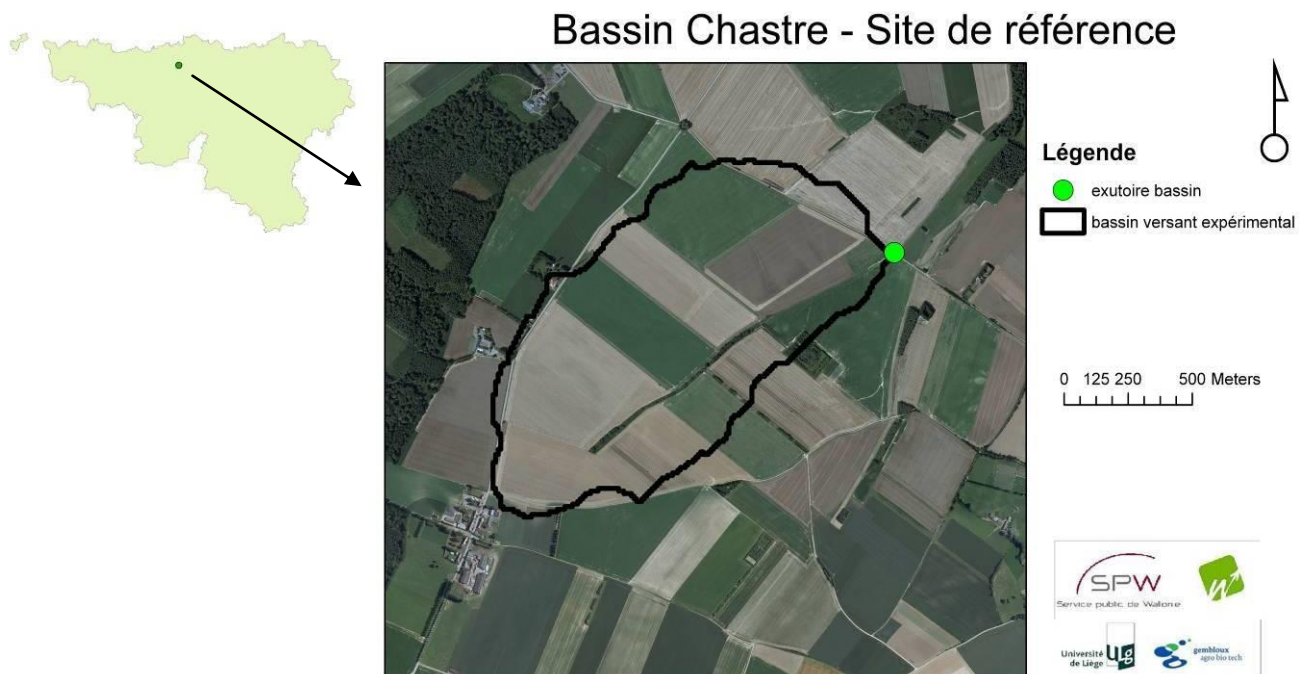 Bassin Chastre - Site de référence
Légende
exutoire bassin
bassin versant expérimental
0 125 250 500 Meters
SPW
Service public de Wallonie
Université
de Liège
ULg
gembloux
agro bio tech